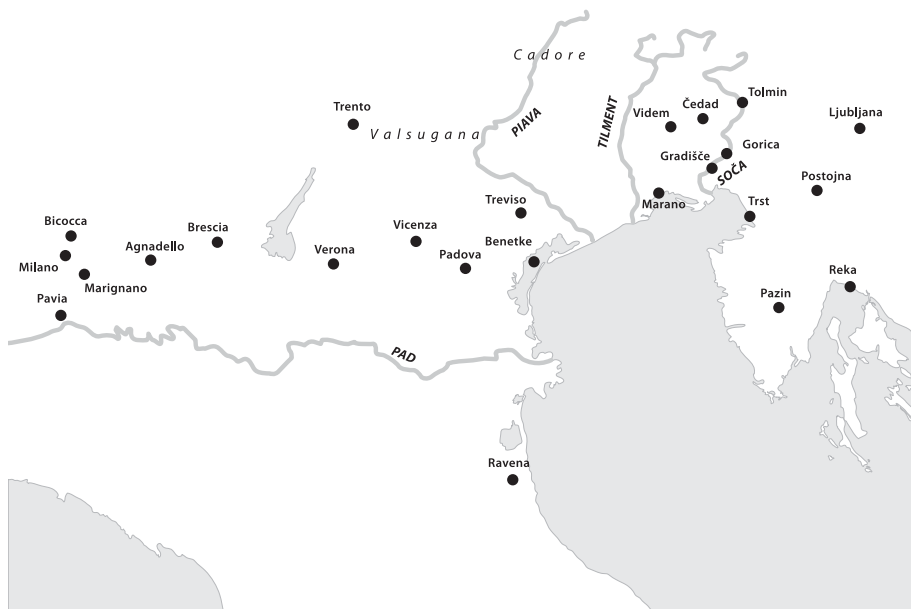 Cadore
Tolmin
Trento
Videm
Čedad
Ljubljana
Valsugana
PIAVA
TILMENT
Gorica
Gradišče
SOČA
Postojna
Treviso
Marano
Trst
Bicocca
Brescia
Vicenza
Agnadello
Benetke
Milano
Verona
Padova
Marignano
Reka
Pavia
Pazin
PAD
Ravena